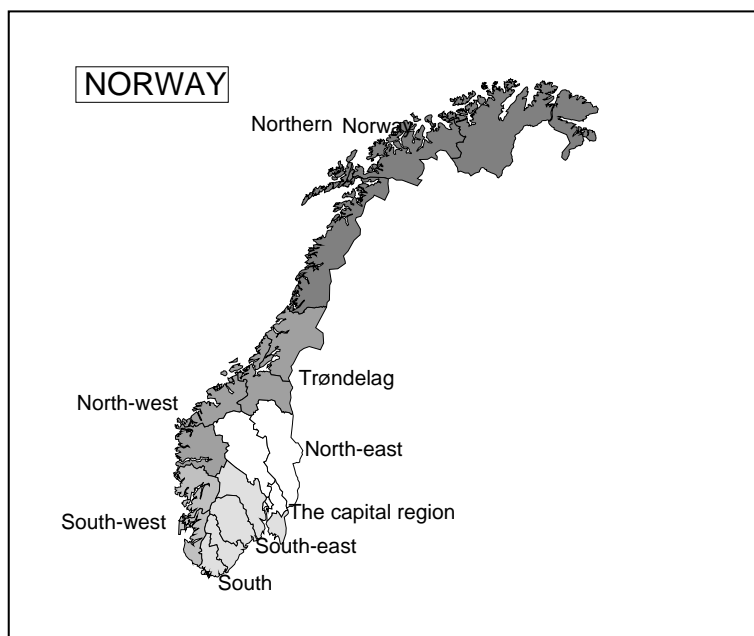 NORWAY
Northern Norway
Trøndelag
North-west
North-east
The capital region
South-west
South-east
South